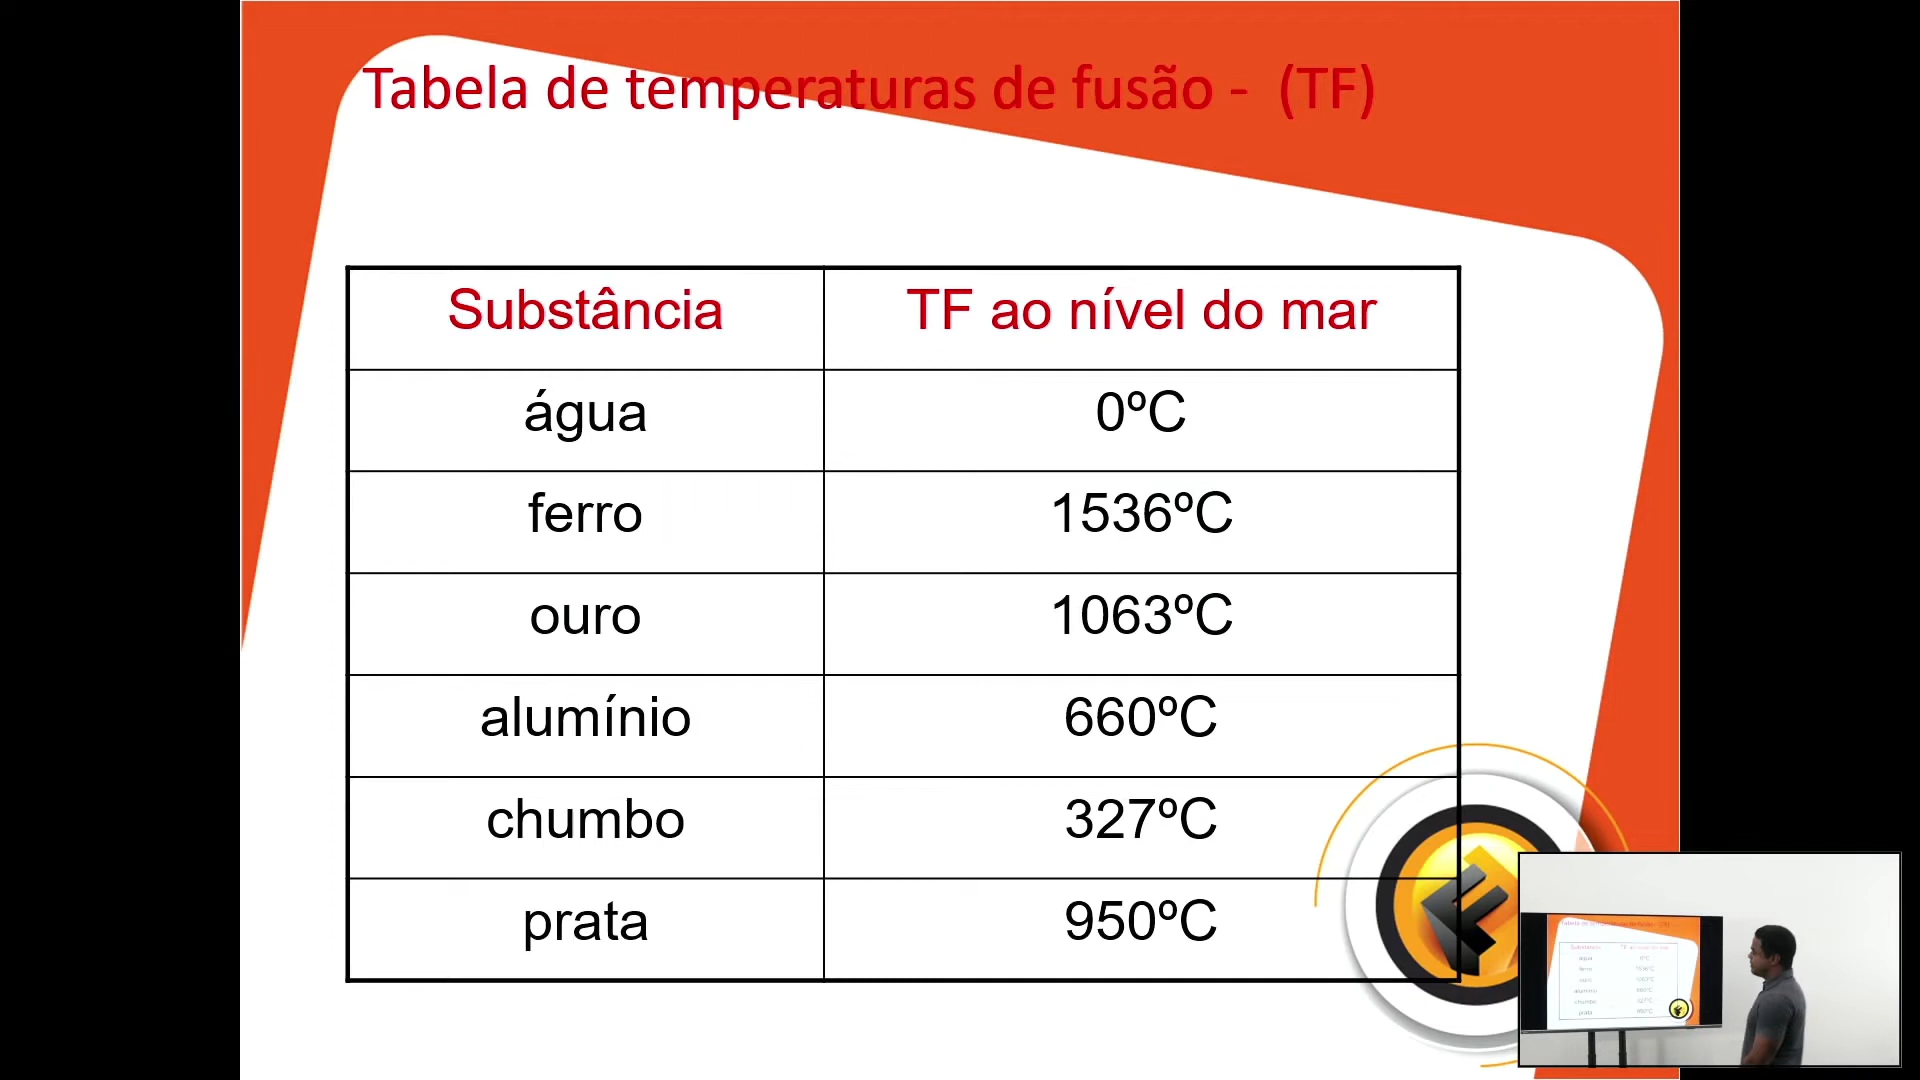 Tabela de temperaturas de fusão - (TF)
Substância TF ao nível do mar
água 0ºC
ferro 1536ºC
ouro 1063ºC
alumínio 660ºC
chumbo 327ºC
prata 950ºC